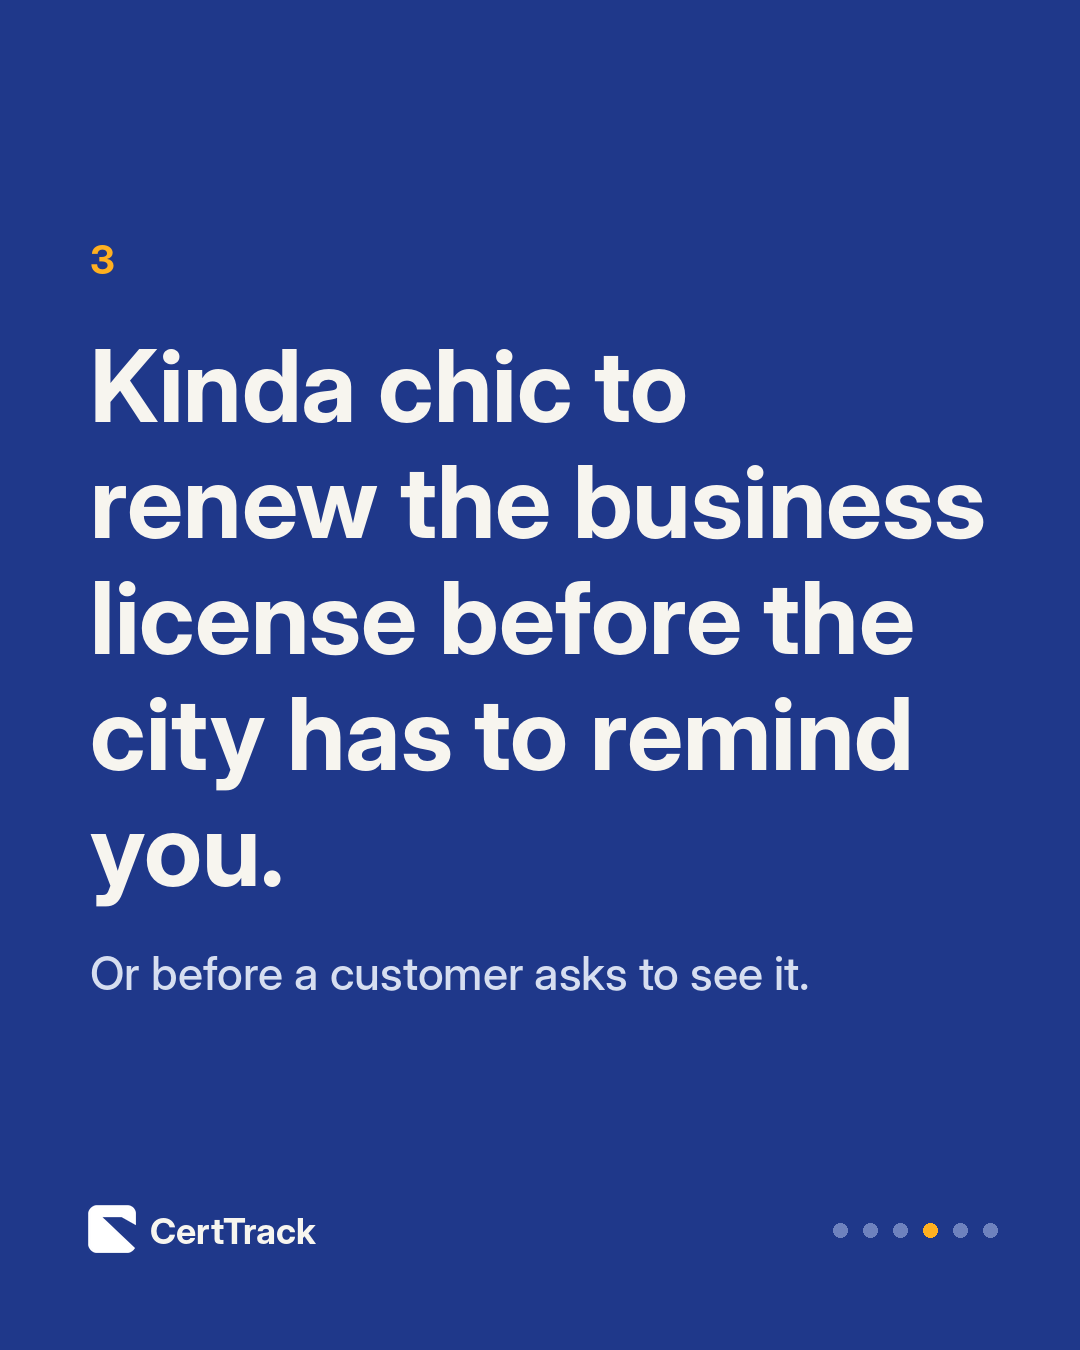 3
Kinda chic to
renew the business
license before the
city has to remind
you.
Or before a customer asks to see it.
CertTrack